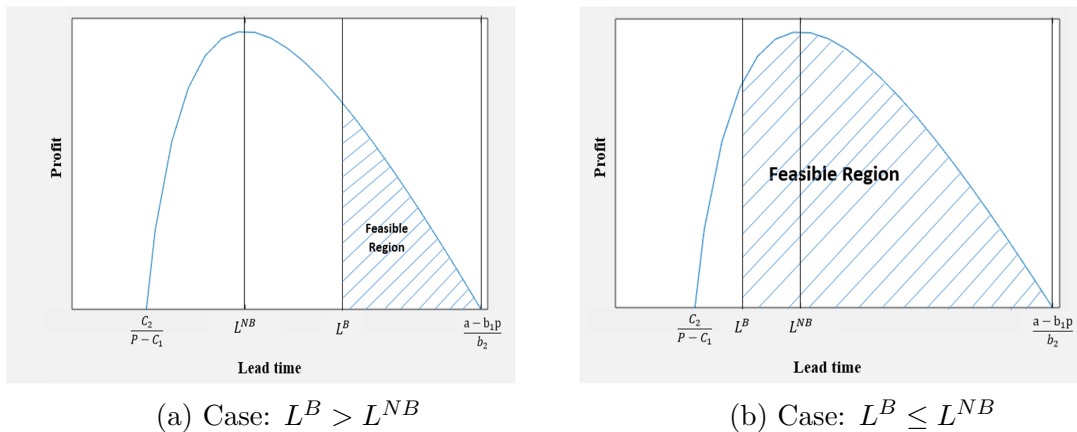 Profit
Feasible
Region
C₂
P − C₁
L^{NB}
L^B
a − b₁p
b₂
Lead time
(a) Case: L^B > L^{NB}
Profit
Feasible Region
C₂
P − C₁
L^B
L^{NB}
a − b₁p
b₂
Lead time
(b) Case: L^B ≤ L^{NB}